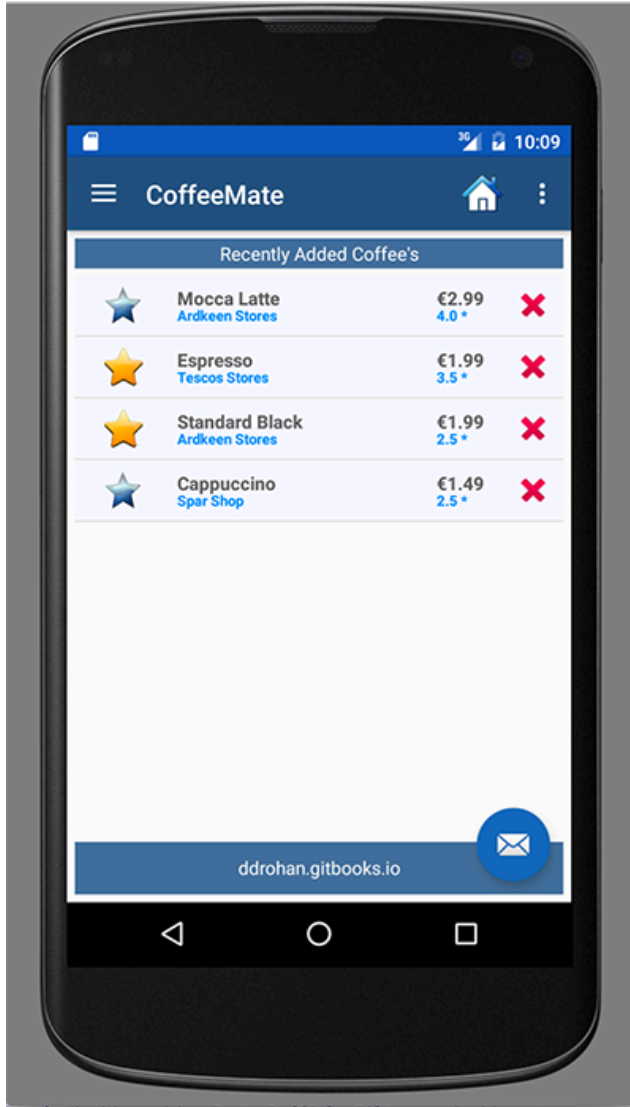 3G 10:09
CoffeeMate
Recently Added Coffee's
Mocca Latte €2.99
Ardkeen Stores 4.0 *
Espresso €1.99
Tescos Stores 3.5 *
Standard Black €1.99
Ardkeen Stores 2.5 *
Cappuccino €1.49
Spar Shop 2.5 *
ddrohan.gitbooks.io